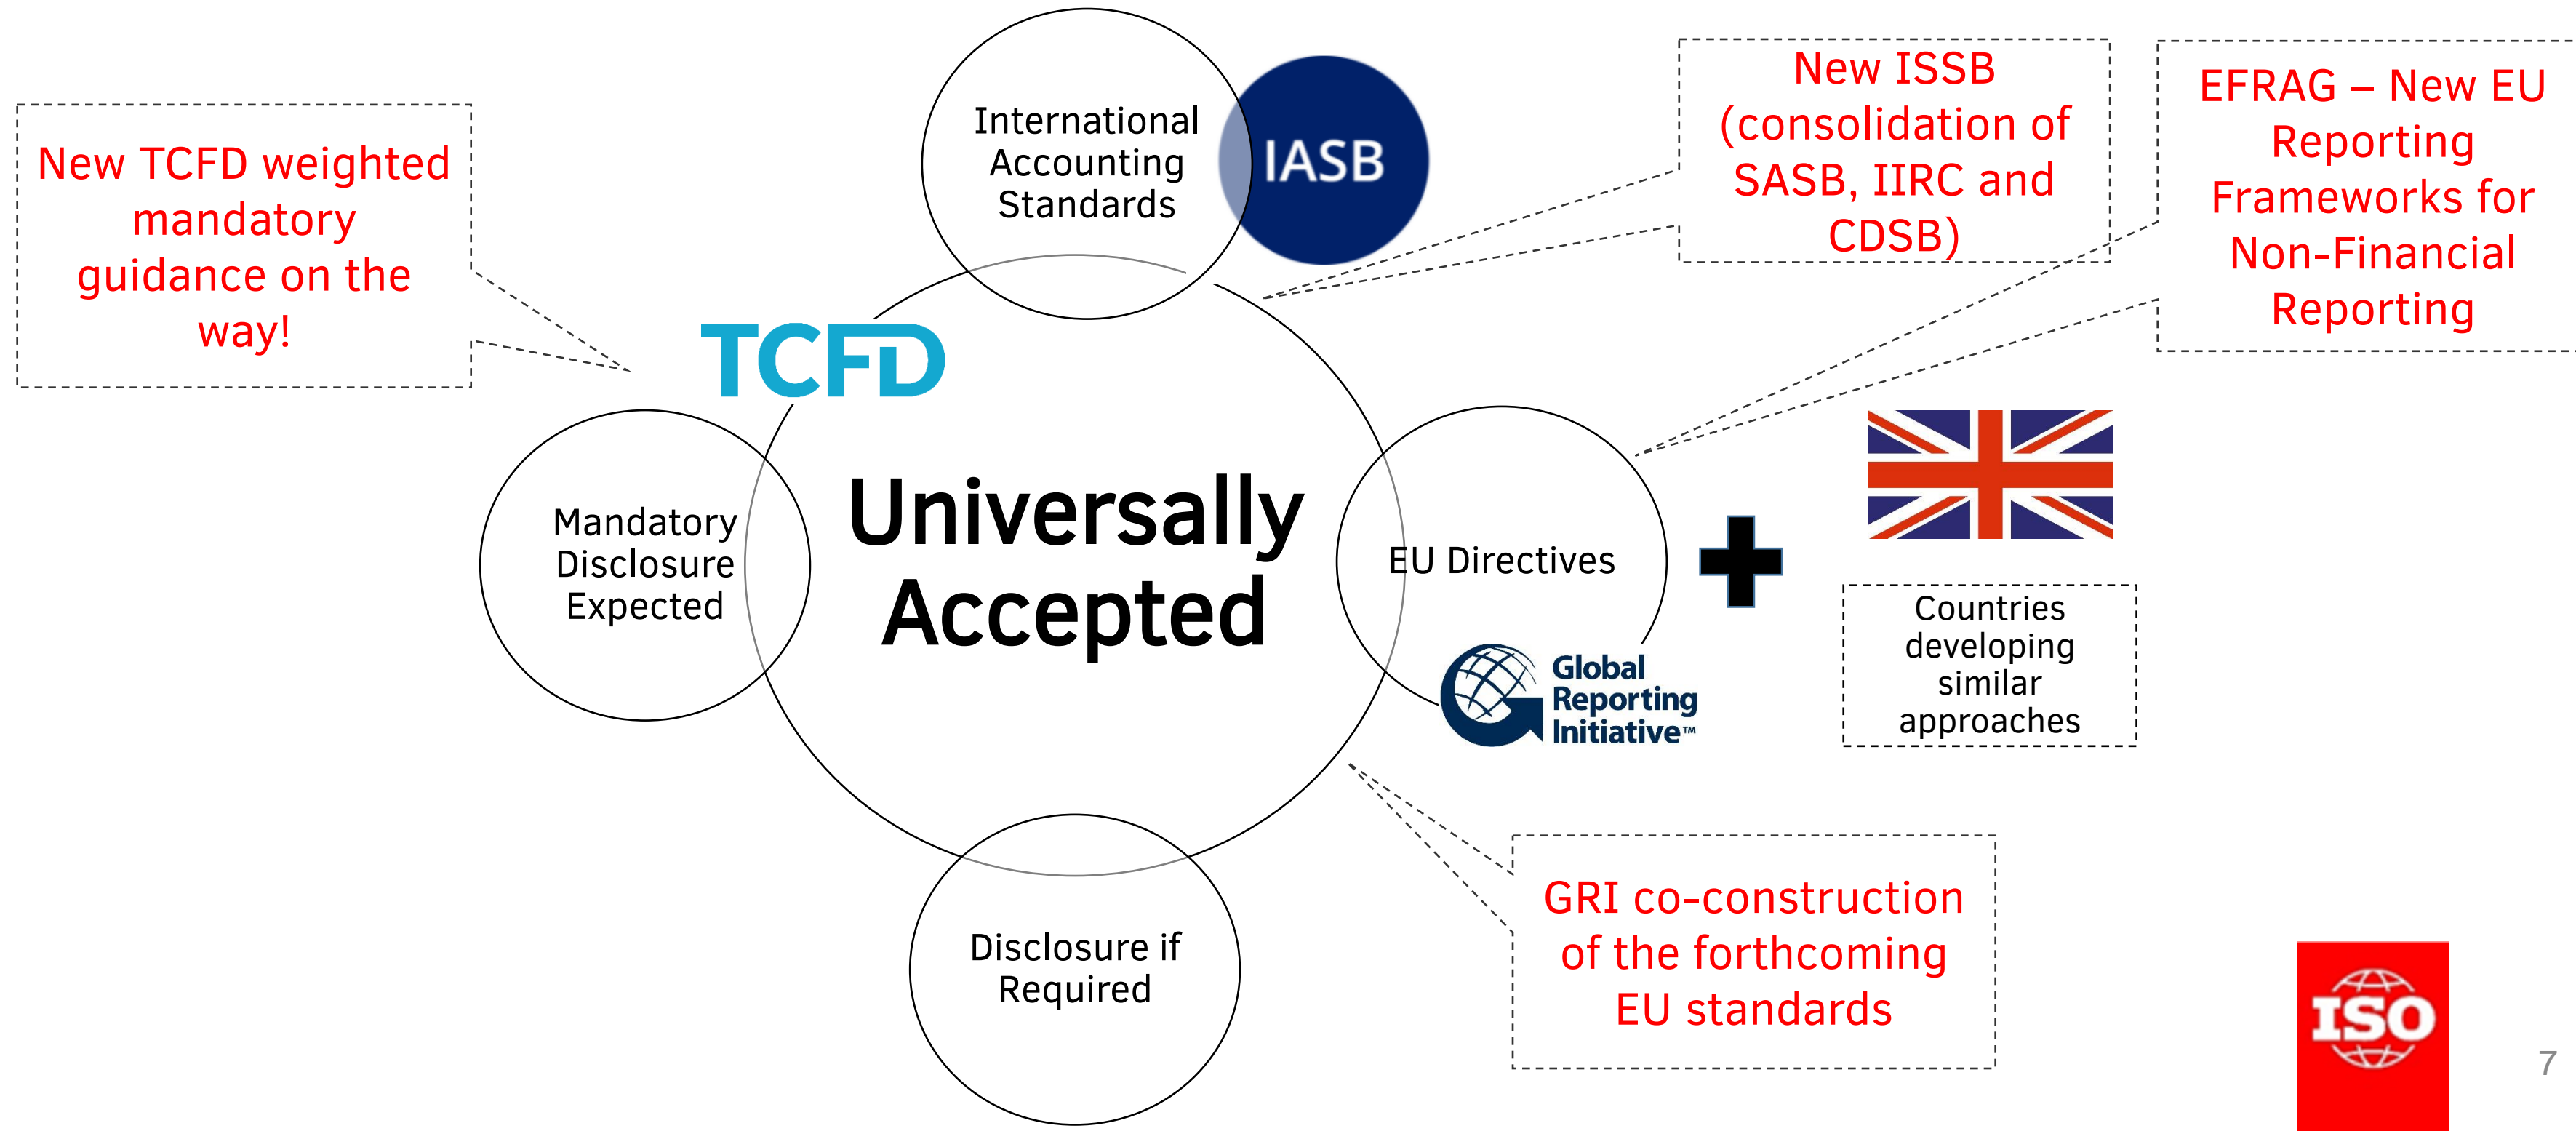 International
Accounting
Standards
IASB
New ISSB
(consolidation of
SASB, IIRC and
CDSB)
EFRAG – New EU
Reporting
Frameworks for
Non-Financial
Reporting
New TCFD weighted
mandatory
guidance on the
way!
TCFD
Mandatory
Disclosure
Expected
Universally
Accepted
EU Directives
Countries
developing
similar
approaches
Global
Reporting
Initiative™
Disclosure if
Required
GRI co-construction
of the forthcoming
EU standards
ISO
7